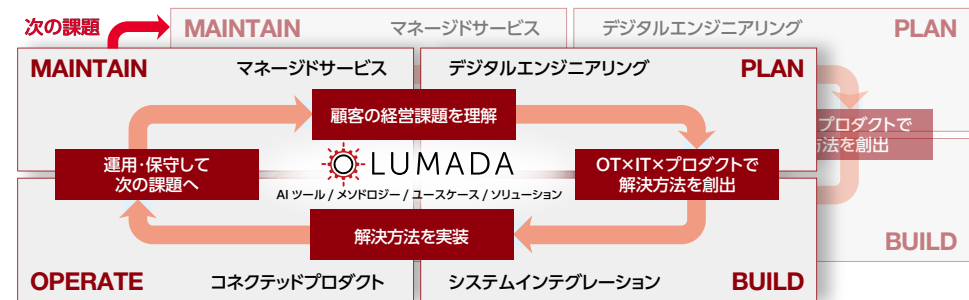 次の課題
MAINTAIN マネージドサービス デジタルエンジニアリング PLAN
MAINTAIN マネージドサービス デジタルエンジニアリング PLAN
顧客の経営課題を理解
プロダクトで
法を創出
運用・保守して
次の課題へ
LUMADA
OT×IT×プロダクトで
解決方法を創出
AI ツール / メソドロジー / ユースケース / ソリューション
解決方法を実装
BUILD
OPERATE コネクテッドプロダクト システムインテグレーション BUILD